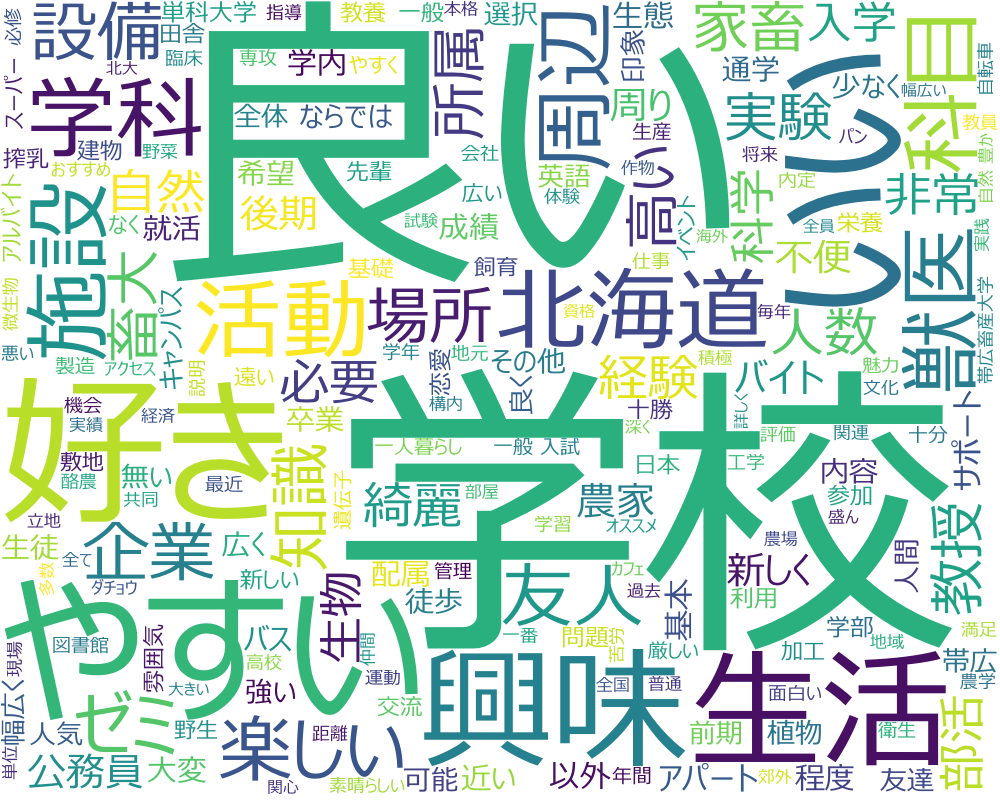 良い
学校
好き
やすい
いい
北海道
興味
生活
獣医
施設
学科
周辺
科目
活動
場所
友人
企業
ゼミ
楽しい
教授
設備
所属
家畜
入学
実験
非常
高い
科学
不便
人数
経験
バイト
必要
知識
綺麗
農家
自然
後期
畜大
生物
公務員
大変
部活
アパート
程度
以外
新しく
内容
サポート
基本
配属
徒歩
バス
強い
近い
可能
交流
前期
植物
友達
帯広
加工
学部
利用
参加
人間
問題
日本
十勝
その他
良く
恋愛
卒業
成績
英語
希望
先輩
全体
ならでは
学内
教養
一般
選択
生態
印象
周り
通学
少なく
単科大学
田舎
臨床
指導
本格
必修
スーパー
北大
専攻
やすく
搾乳
建物
野菜
おすすめ
なく
就活
アルバイト
微生物
悪い
製造
アクセス
キャンパス
説明
遠い
基礎
学年
地元
構内
飼育
試験
会社
広い
体験
作物
生産
仕事
イベント
海外
資格
毎年
積極
将来
パン
内定
全員
栄養
幅広い
教員
自転車
豊か
自然
実践
帯広畜産大学
魅力
文化
評価
関連
十分
詳しく
工学
深く
一般 入試
一人暮らし
機会
実績
経済
敷地
無い
酪農
共同
最近
遺伝子
立地
生徒
広く
新しい
全て
ダチョウ
多数
図書館
雰囲気
高校
仲間
大きい
運動
幅広く
現場
単位
人気
野生
距離
関心
素晴らしい
部屋
学習
オススメ
カフェ
管理
過去
一番
苦労
厳しい
全国
普通
面白い
年間
郊外
衛生
農学
満足
地域
農場
盛ん